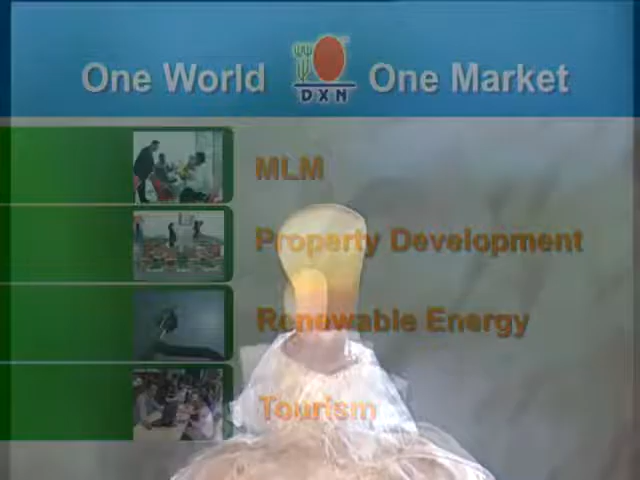 One World DXN One Market
MLM
Property Development
Renewable Energy
Tourism